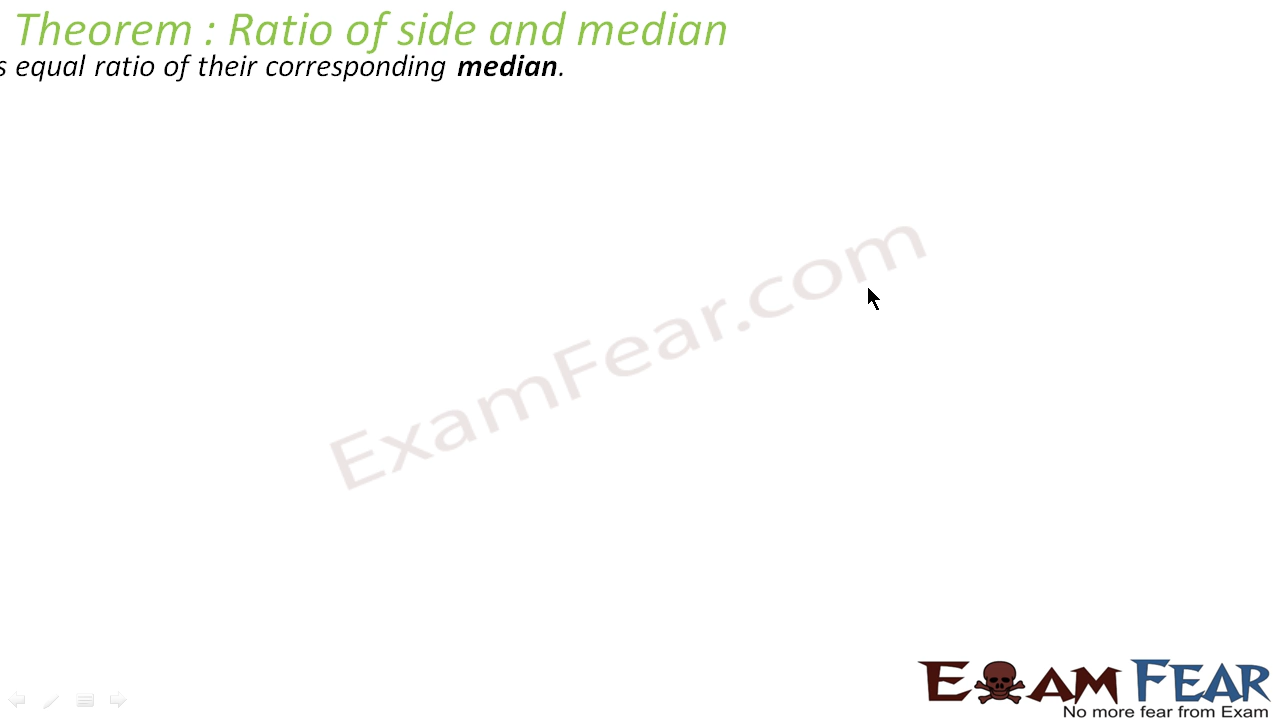 Theorem : Ratio of side and median
s equal ratio of their corresponding median.
ExamFear.com
EXAM FEAR
No more fear from Exam